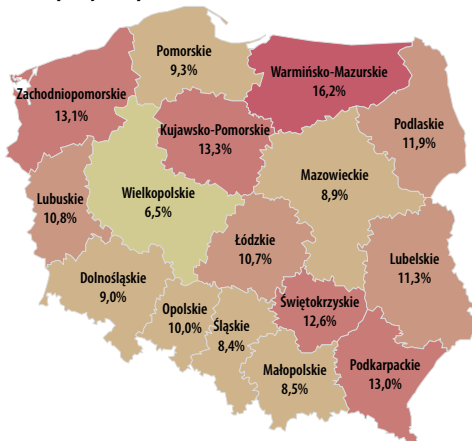 Pomorskie
9,3%
Warmińsko-Mazurskie
16,2%
Zachodniopomorskie
13,1%
Podlaskie
11,9%
Kujawsko-Pomorskie
13,3%
Mazowieckie
8,9%
Wielkopolskie
6,5%
Lubuskie
10,8%
Łódzkie
10,7%
Lubelskie
11,3%
Dolnośląskie
9,0%
Świętokrzyskie
12,6%
Opolskie
10,0%
Śląskie
8,4%
Małopolskie
8,5%
Podkarpackie
13,0%